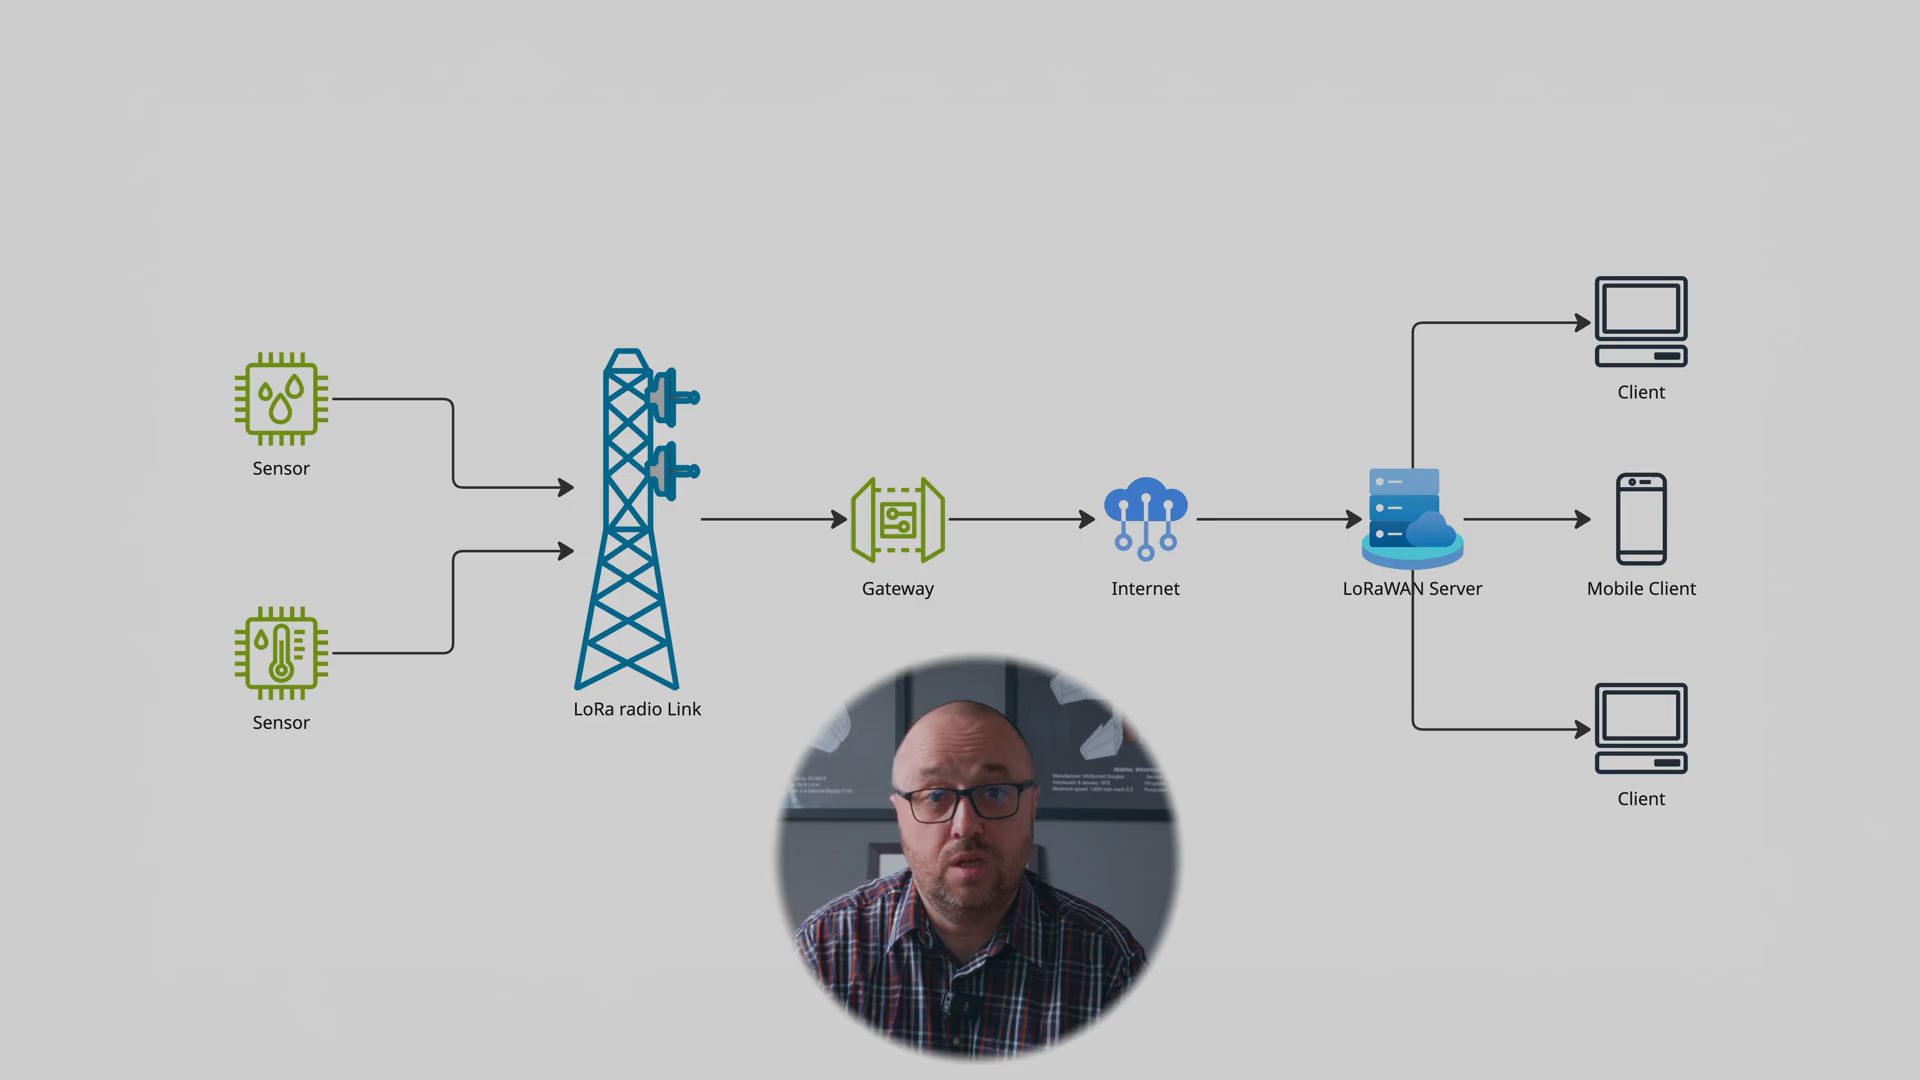 Client
Sensor
Gateway
Internet
LoRaWAN Server
Mobile Client
LoRa radio Link
Sensor
Client